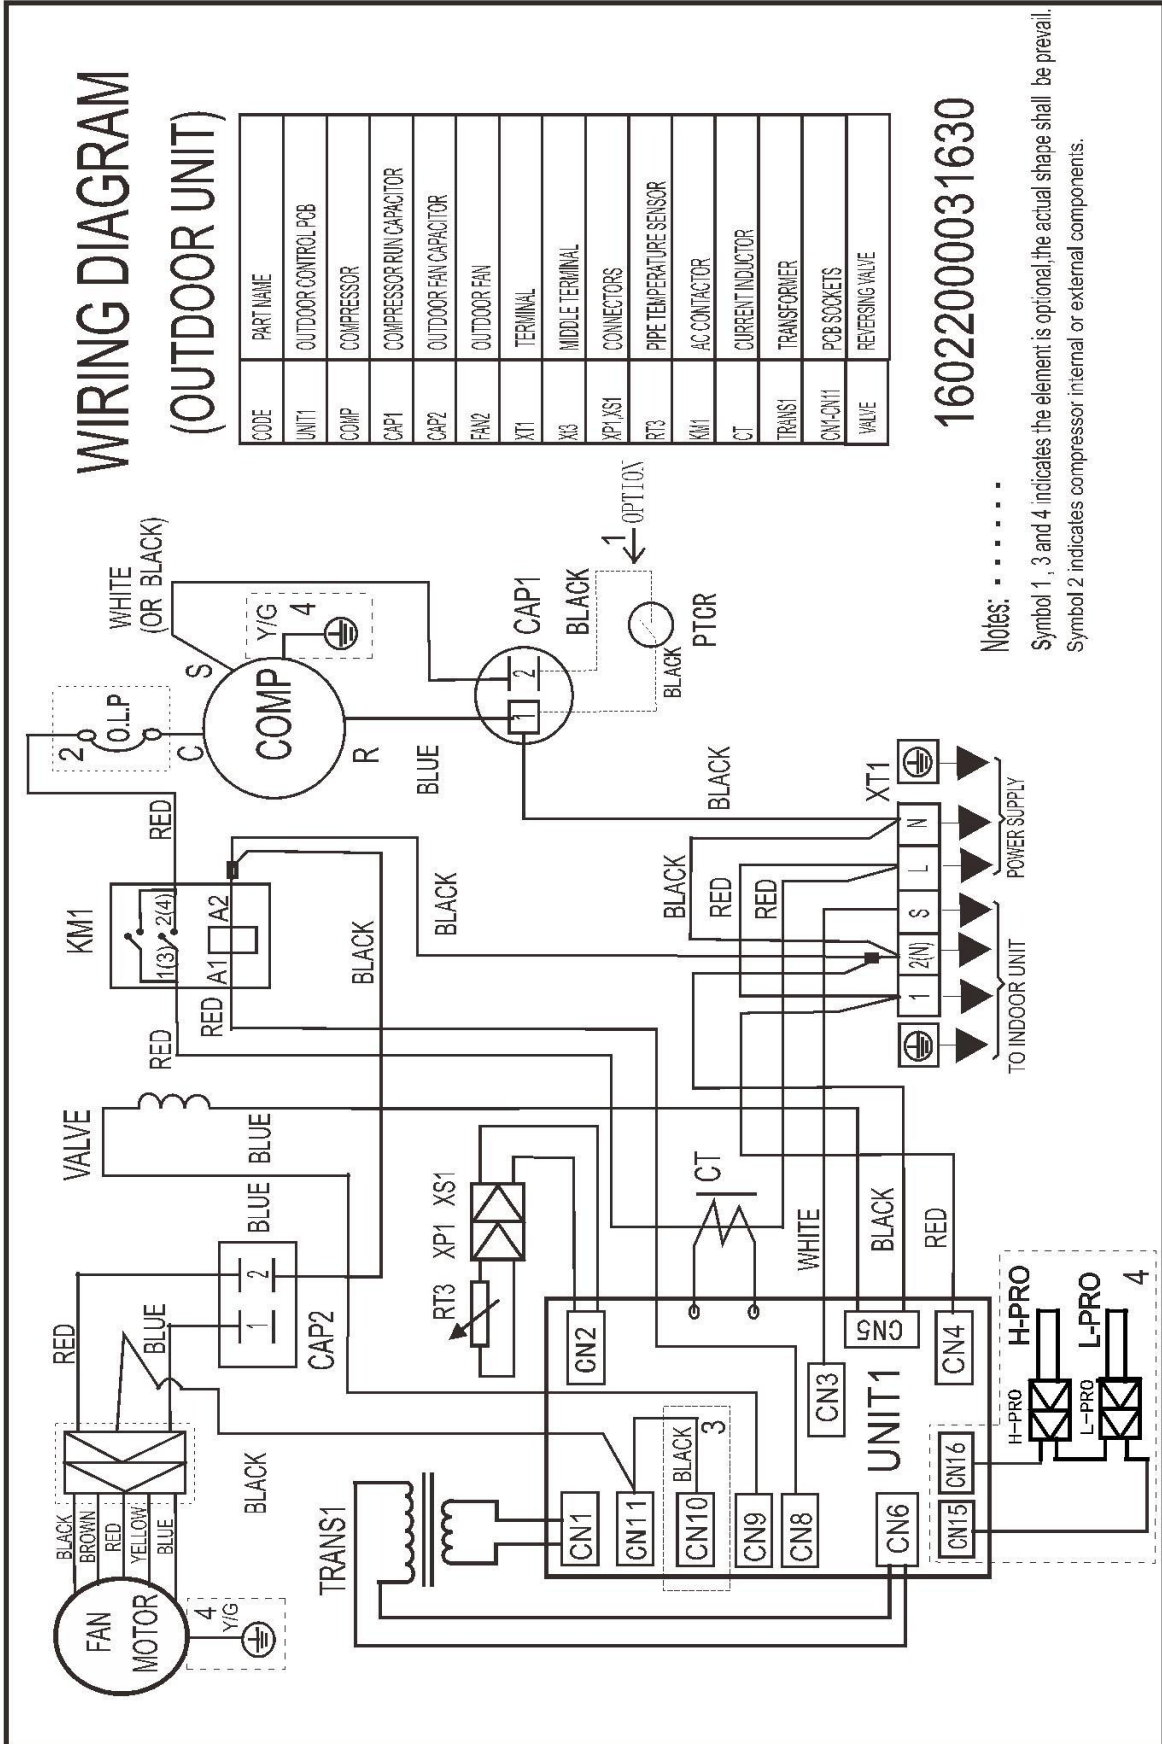 WIRING DIAGRAM
(OUTDOOR UNIT)
CODE PART NAME
UNIT1 OUTDOOR CONTROL PCB
COMP COMPRESSOR
CAP1 COMPRESSOR RUN CAPACITOR
CAP2 OUTDOOR FAN CAPACITOR
FAN2 OUTDOOR FAN
XT1 TERMINAL
Xt3 MIDDLE TERMINAL
XP1,XS1 CONNECTORS
RT3 PIPE TEMPERATURE SENSOR
KM1 AC CONTACTOR
CT CURRENT INDUCTOR
TRANS1 TRANSFORMER
CN1-CN11 PCB SOCKETS
VALVE REVERSING VALVE
16022000031630
Notes: . . . . . .
Symbol 1 , 3 and 4 indicates the element is optional,the actual shape shall be prevail.
Symbol 2 indicates compressor internal or external components.
FAN
MOTOR
BLACK
BROWN
RED
YELLOW
BLUE
4
Y/G
RED
BLUE
BLACK
1
2
CAP2
BLUE
VALVE
BLUE
KM1
1(3)
2(4)
A1
A2
RED
RED
RED
BLACK
BLACK
2
O.L.P
C
S
R
COMP
WHITE
(OR BLACK)
Y/G
4
BLUE
1
2
CAP1
BLACK
BLACK
PTCR
1
OPTION
TRANS1
RT3
XP1
XS1
CT
CN1
CN2
CN11
BLACK
CN10
3
CN9
CN8
CN3
CN5
CN4
CN6
UNIT1
WHITE
BLACK
RED
BLACK
RED
RED
BLACK
XT1
1
2(N)
S
L
N
TO INDOOR UNIT
POWER SUPPLY
CN15
CN16
H-PRO
H-PRO
L-PRO
L-PRO
4